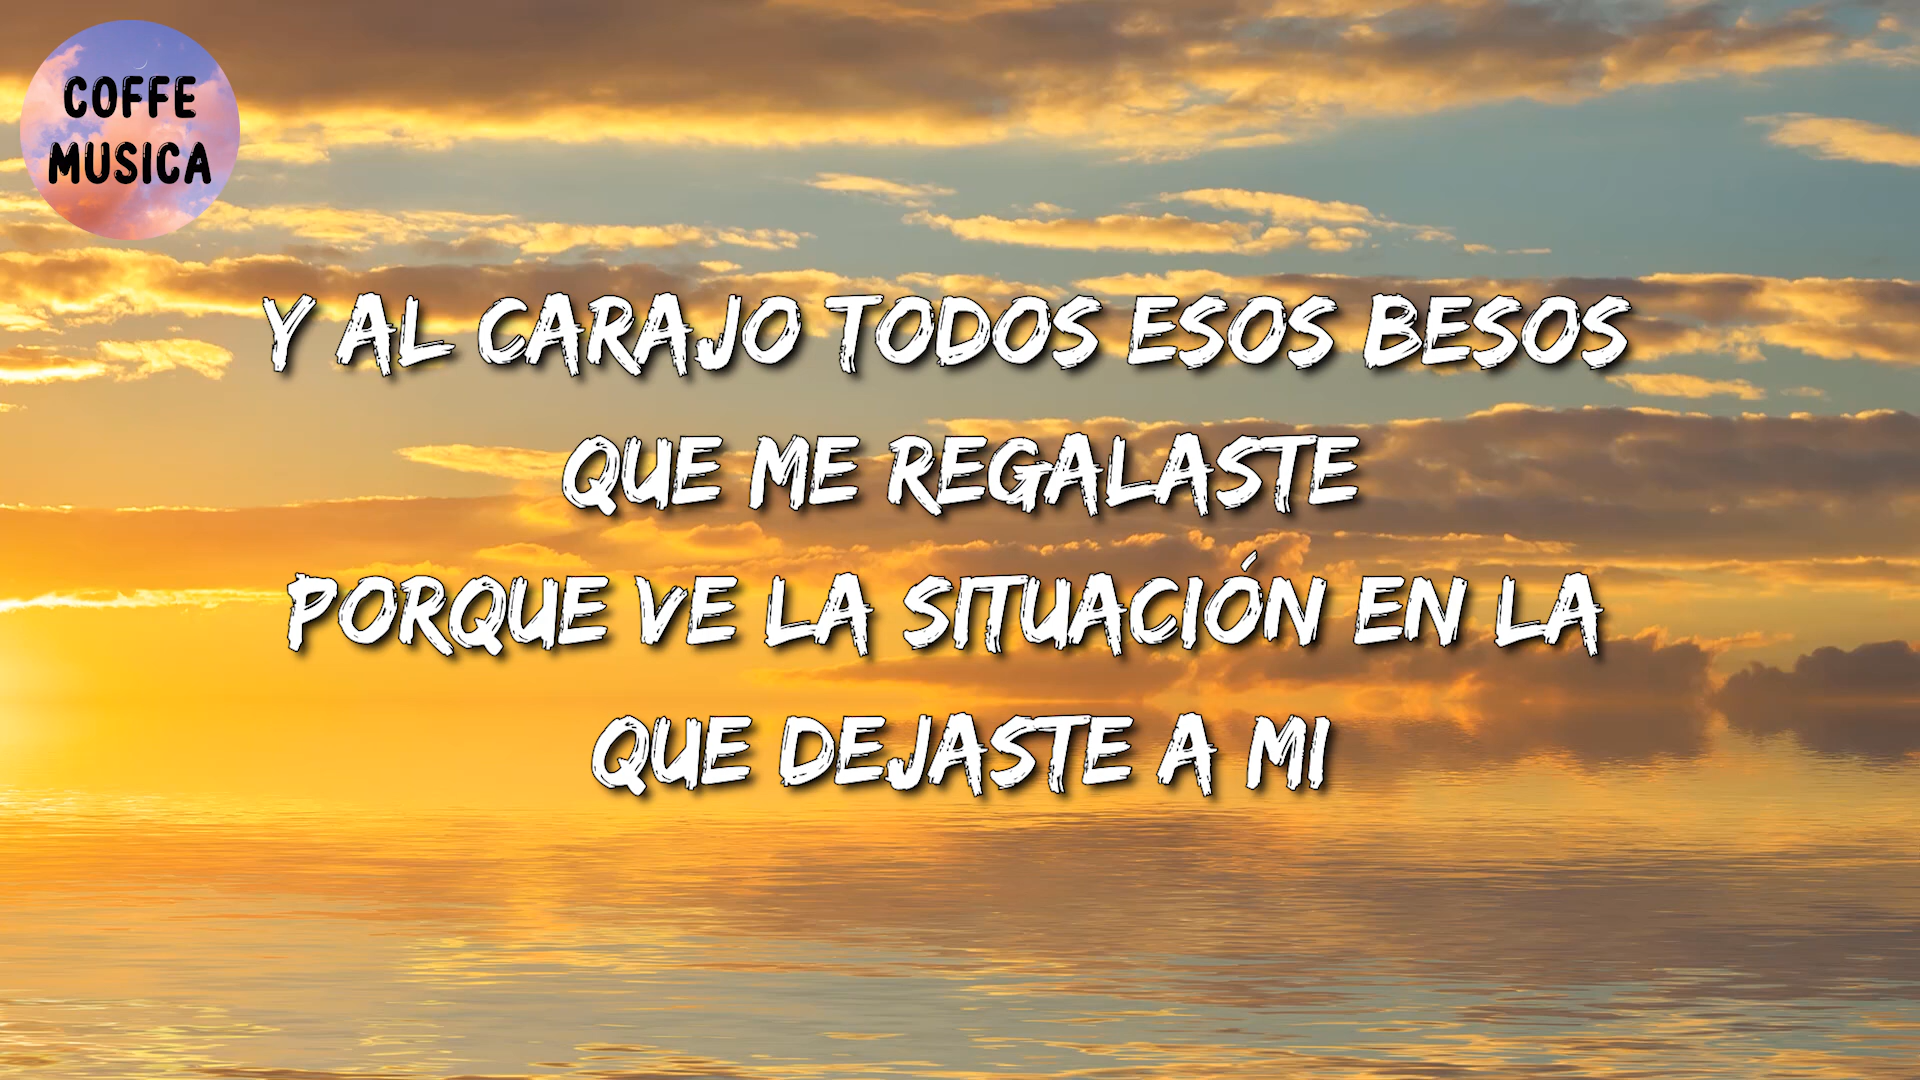 COFFE
MUSICA
Y AL CARAJO TODOS ESOS BESOS
QUE ME REGALASTE
PORQUE VE LA SITUACIÓN EN LA
QUE DEJASTE A MI